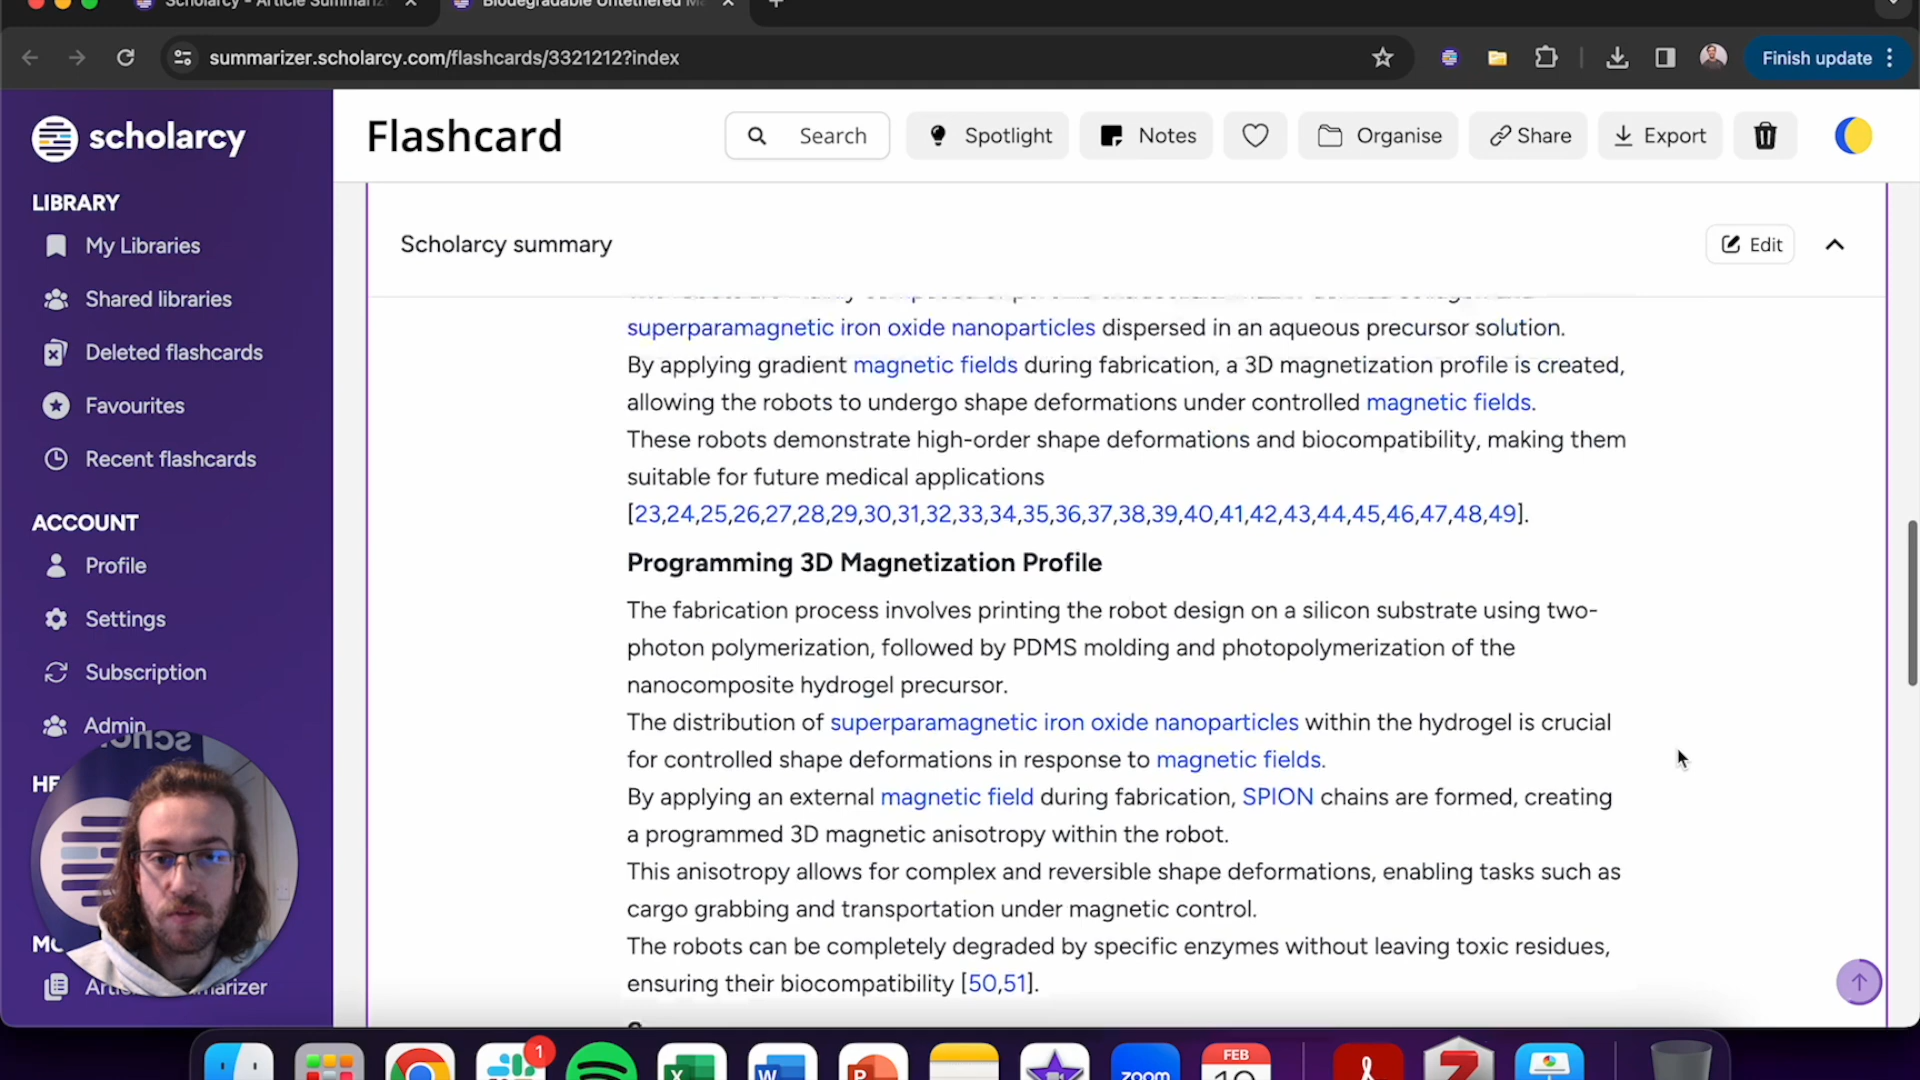 Scholarcy - Article Summariz
Biodegradable Untethered M
summarizer.scholarcy.com/flashcards/3321212?index
Finish update
scholarcy
Flashcard
Search
Spotlight
Notes
Organise
Share
Export
LIBRARY
My Libraries
Shared libraries
Deleted flashcards
Favourites
Recent flashcards
ACCOUNT
Profile
Settings
Subscription
Admin
HE
MO
Scholarcy summary
Edit
superparamagnetic iron oxide nanoparticles dispersed in an aqueous precursor solution.
By applying gradient magnetic fields during fabrication, a 3D magnetization profile is created,
allowing the robots to undergo shape deformations under controlled magnetic fields.
These robots demonstrate high-order shape deformations and biocompatibility, making them
suitable for future medical applications
[23,24,25,26,27,28,29,30,31,32,33,34,35,36,37,38,39,40,41,42,43,44,45,46,47,48,49].
Programming 3D Magnetization Profile
The fabrication process involves printing the robot design on a silicon substrate using two-
photon polymerization, followed by PDMS molding and photopolymerization of the
nanocomposite hydrogel precursor.
The distribution of superparamagnetic iron oxide nanoparticles within the hydrogel is crucial
for controlled shape deformations in response to magnetic fields.
By applying an external magnetic field during fabrication, SPION chains are formed, creating
a programmed 3D magnetic anisotropy within the robot.
This anisotropy allows for complex and reversible shape deformations, enabling tasks such as
cargo grabbing and transportation under magnetic control.
The robots can be completely degraded by specific enzymes without leaving toxic residues,
ensuring their biocompatibility [50,51].
1
W
P
zoom
FEB